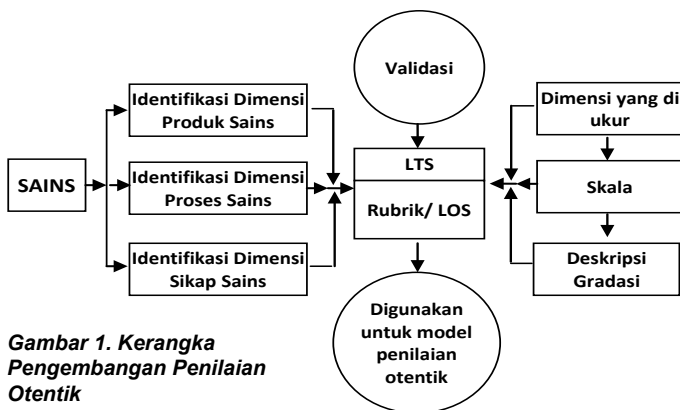 SAINS
Identifikasi Dimensi
Produk Sains
Identifikasi Dimensi
Proses Sains
Identifikasi Dimensi
Sikap Sains
Validasi
LTS
Rubrik/ LOS
Digunakan
untuk model
penilaian
otentik
Dimensi yang di
ukur
Skala
Deskripsi
Gradasi
Gambar 1. Kerangka
Pengembangan Penilaian
Otentik